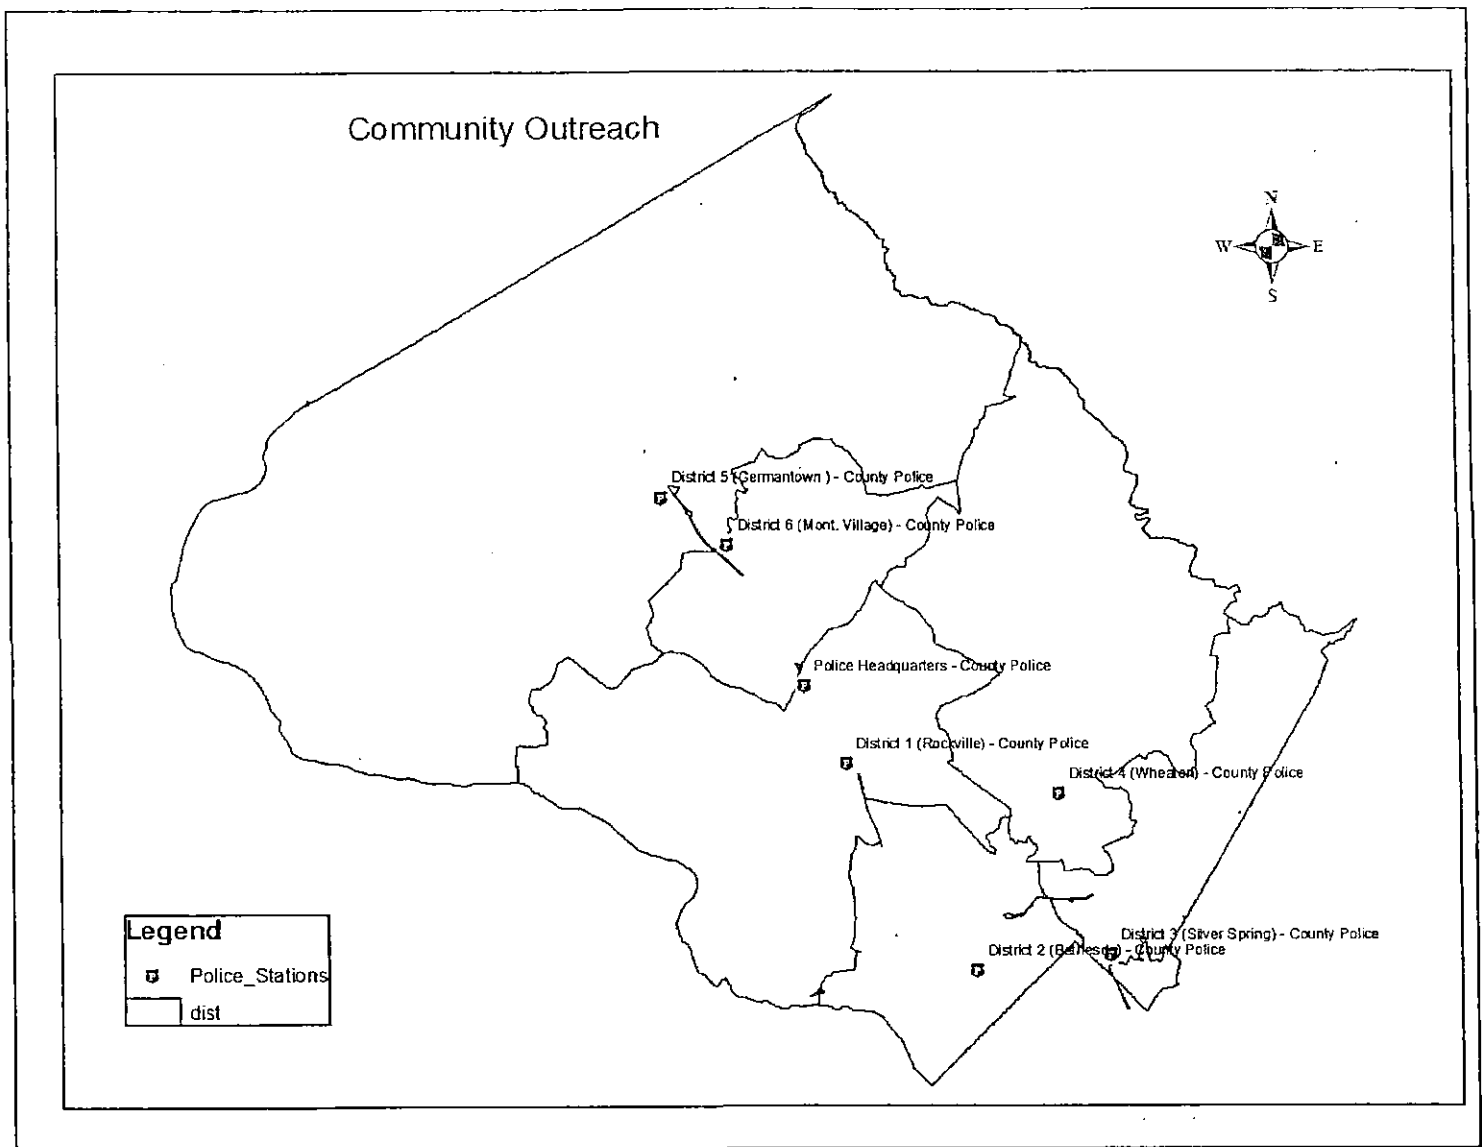 Community Outreach
N
W E
S
District 5 (Germantown ) - County Police
District 6 (Mont. Village) - County Police
Police Headquarters - County Police
District 1 (Rockville) - County Police
District 4 (Wheaton) - County Police
District 3 (Silver Spring) - County Police
District 2 (Bethesda) - County Police
Legend
Police_Stations
dist